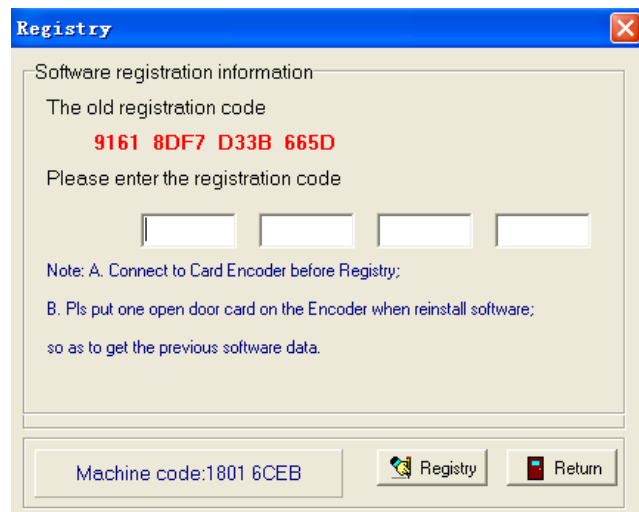 Registry
Software registration information
The old registration code
9161 8DF7 D33B 665D
Please enter the registration code
Note: A. Connect to Card Encoder before Registry;
B. Pls put one open door card on the Encoder when reinstall software;
so as to get the previous software data.
Machine code:1801 6CEB
Registry
Return